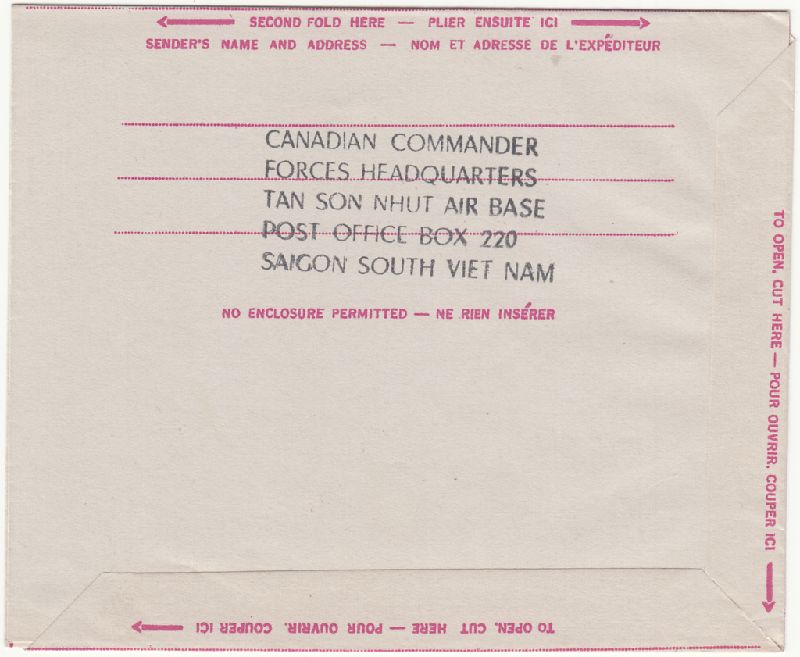 SECOND FOLD HERE — PLIER ENSUITE ICI
SENDER'S NAME AND ADDRESS — NOM ET ADRESSE DE L'EXPÉDITEUR
CANADIAN COMMANDER
FORCES HEADQUARTERS
TAN SON NHUT AIR BASE
POST OFFICE BOX 220
SAIGON SOUTH VIET NAM
NO ENCLOSURE PERMITTED — NE RIEN INSÉRER
TO OPEN, CUT HERE — POUR OUVRIR, COUPER ICI
TO OPEN, CUT HERE — POUR OUVRIR, COUPER ICI